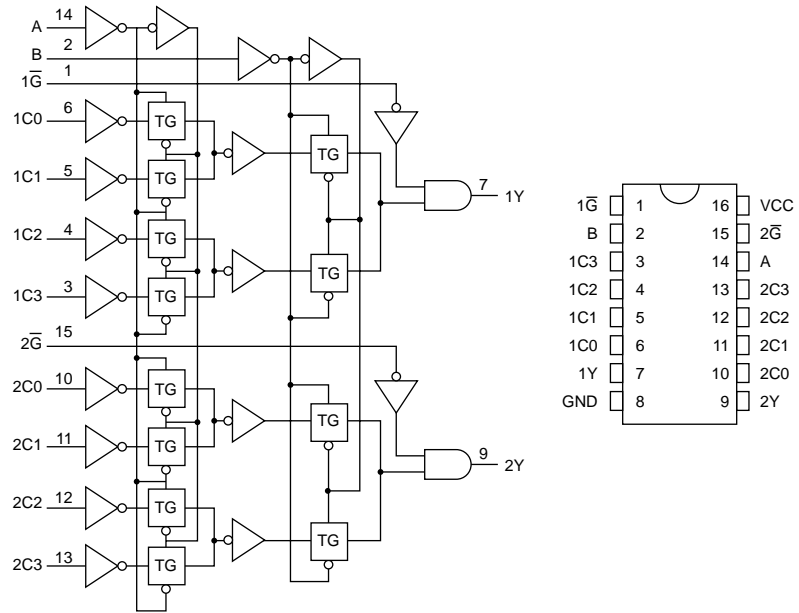 A 14
B 2
1G̅ 1
1C0 6 TG
1C1 5 TG
TG
7 1Y
1C2 4 TG
1C3 3 TG
TG
2G̅ 15
2C0 10 TG
2C1 11 TG
TG
9 2Y
2C2 12 TG
2C3 13 TG
TG
1G̅ 1 16 VCC
B 2 15 2G̅
1C3 3 14 A
1C2 4 13 2C3
1C1 5 12 2C2
1C0 6 11 2C1
1Y 7 10 2C0
GND 8 9 2Y